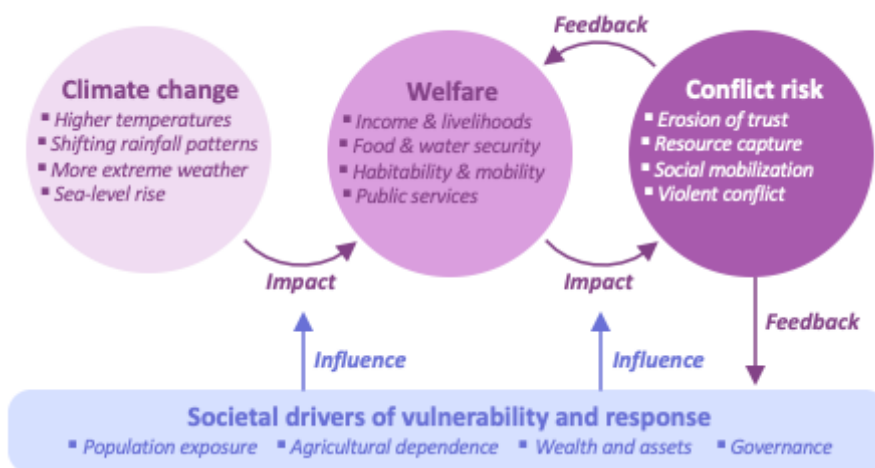 Feedback
Climate change
▪ Higher temperatures
▪ Shifting rainfall patterns
▪ More extreme weather
▪ Sea-level rise
Welfare
▪ Income & livelihoods
▪ Food & water security
▪ Habitability & mobility
▪ Public services
Conflict risk
▪ Erosion of trust
▪ Resource capture
▪ Social mobilization
▪ Violent conflict
Impact
Impact
Feedback
Influence
Influence
Societal drivers of vulnerability and response
▪ Population exposure ▪ Agricultural dependence ▪ Wealth and assets ▪ Governance